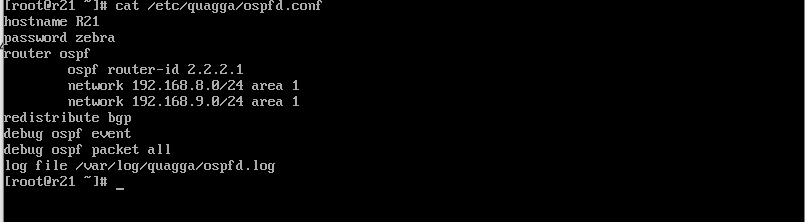 [root@r21 ~]# cat /etc/quagga/ospfd.conf
hostname R21
password zebra
router ospf
        ospf router-id 2.2.2.1
        network 192.168.8.0/24 area 1
        network 192.168.9.0/24 area 1
redistribute bgp
debug ospf event
debug ospf packet all
log file /var/log/quagga/ospfd.log
[root@r21 ~]# _